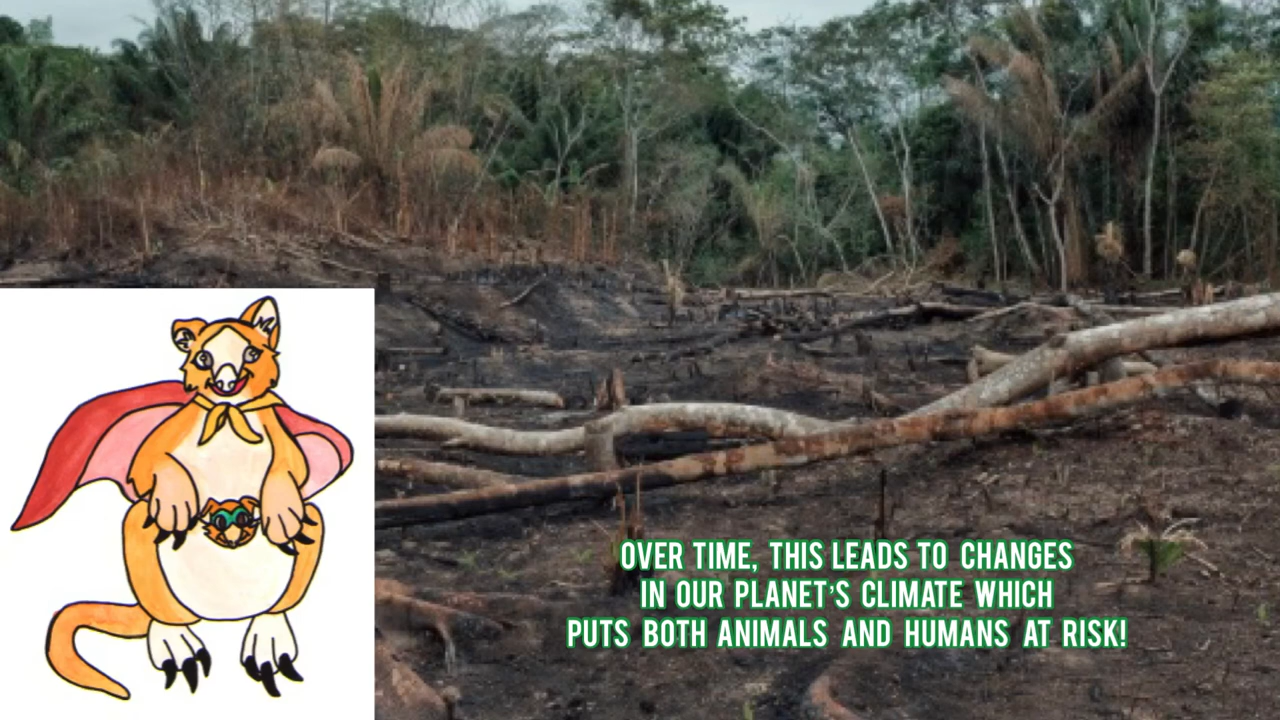 OVER TIME, THIS LEADS TO CHANGES
IN OUR PLANET'S CLIMATE WHICH
PUTS BOTH ANIMALS AND HUMANS AT RISK!